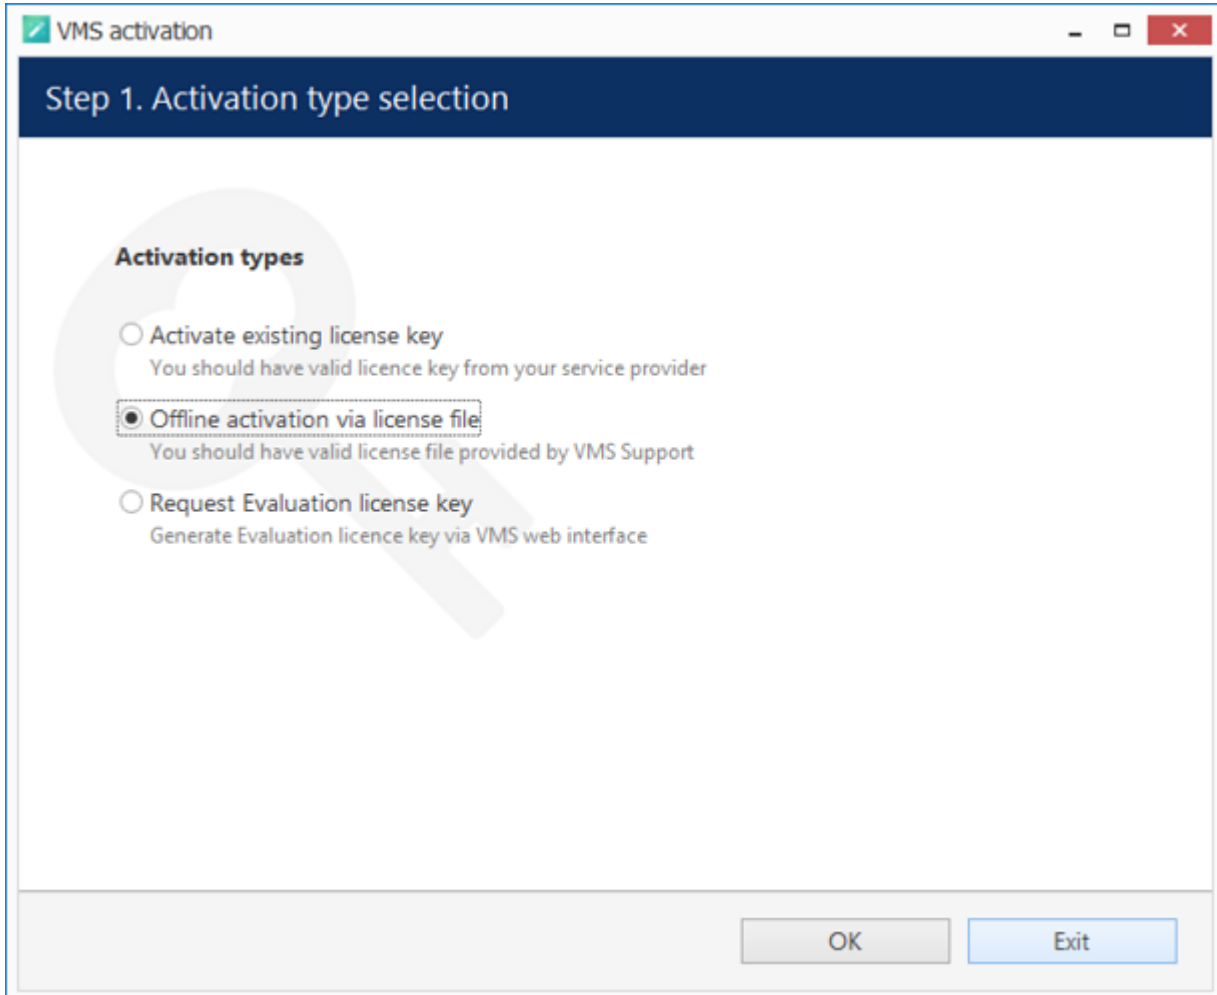 VMS activation
Step 1. Activation type selection
Activation types
Activate existing license key
You should have valid licence key from your service provider
Offline activation via license file
You should have valid license file provided by VMS Support
Request Evaluation license key
Generate Evaluation licence key via VMS web interface
OK
Exit